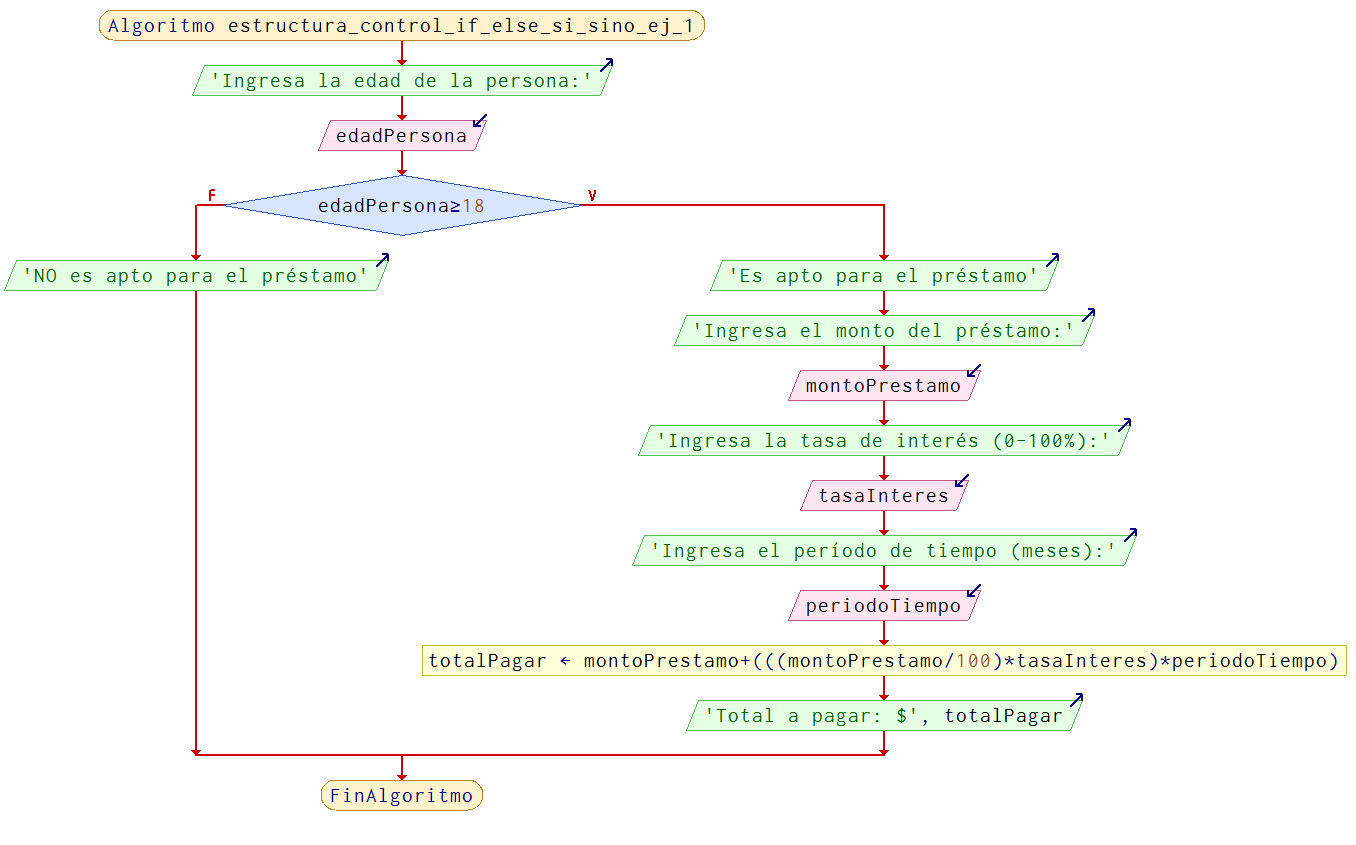 Algoritmo estructura_control_if_else_si_sino_ej_1
'Ingresa la edad de la persona:'
edadPersona
F
V
edadPersona≥18
'NO es apto para el préstamo'
'Es apto para el préstamo'
'Ingresa el monto del préstamo:'
montoPrestamo
'Ingresa la tasa de interés (0-100%):'
tasaInteres
'Ingresa el período de tiempo (meses):'
periodoTiempo
totalPagar ← montoPrestamo+(((montoPrestamo/100)*tasaInteres)*periodoTiempo)
'Total a pagar: $', totalPagar
FinAlgoritmo